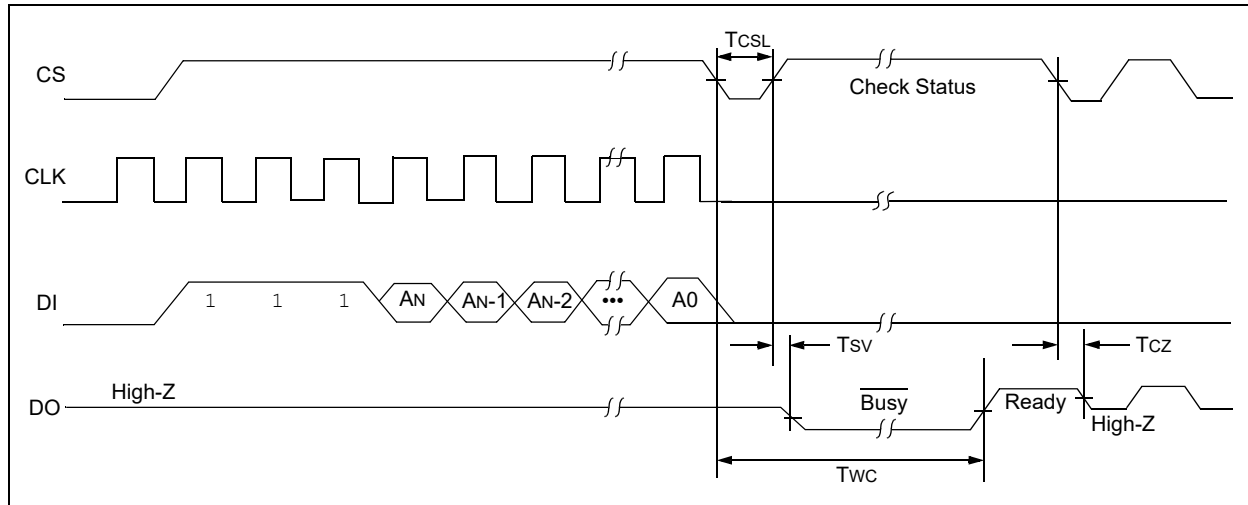 TCSL
CS
Check Status
CLK
DI
1 1 1 AN AN-1 AN-2 ••• A0
TSV
TCZ
High-Z
DO
Busy
Ready
High-Z
TWC